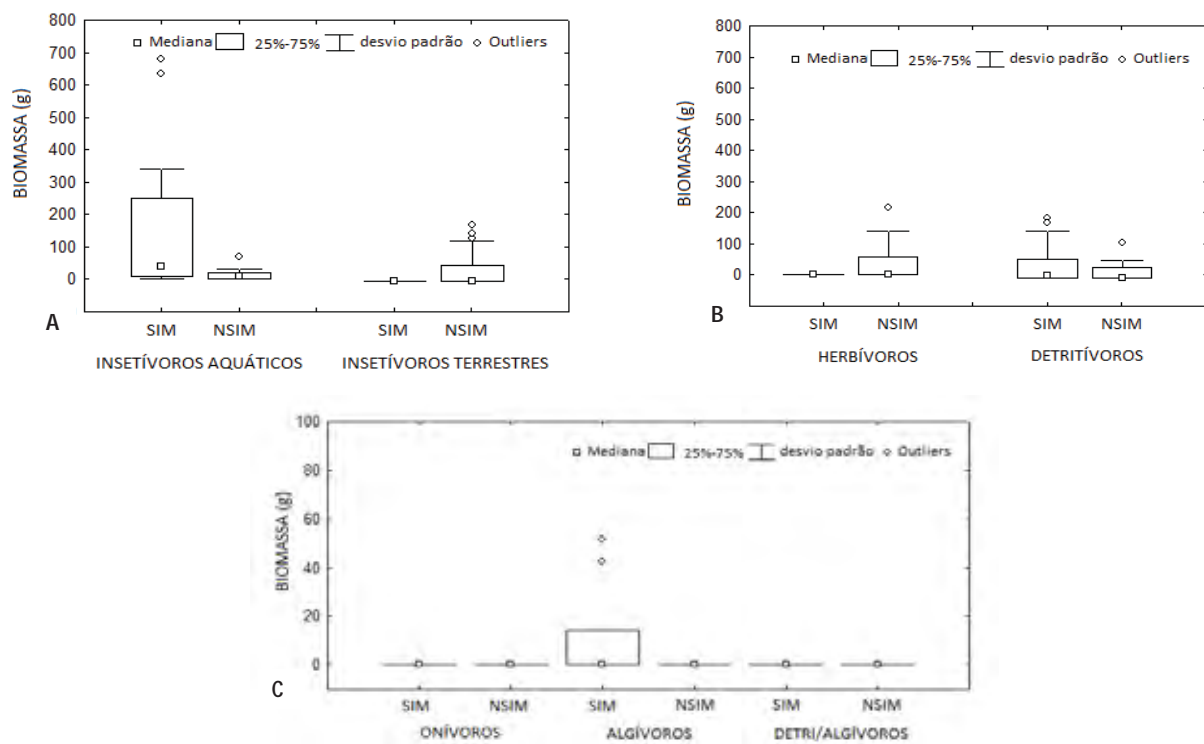 800
700
600
500
400
300
200
100
0
BIOMASSA (g)
Mediana 25%-75% desvio padrão Outliers
SIM NSIM SIM NSIM
INSETÍVOROS AQUÁTICOS INSETÍVOROS TERRESTRES
A
800
700
600
500
400
300
200
100
0
BIOMASSA (g)
Mediana 25%-75% desvio padrão Outliers
SIM NSIM SIM NSIM
HERBÍVOROS DETRITÍVOROS
B
100
80
60
40
20
0
BIOMASSA (g)
Mediana 25%-75% desvio padrão Outliers
SIM NSIM SIM NSIM SIM NSIM
ONÍVOROS ALGÍVOROS DETRI/ALGÍVOROS
C